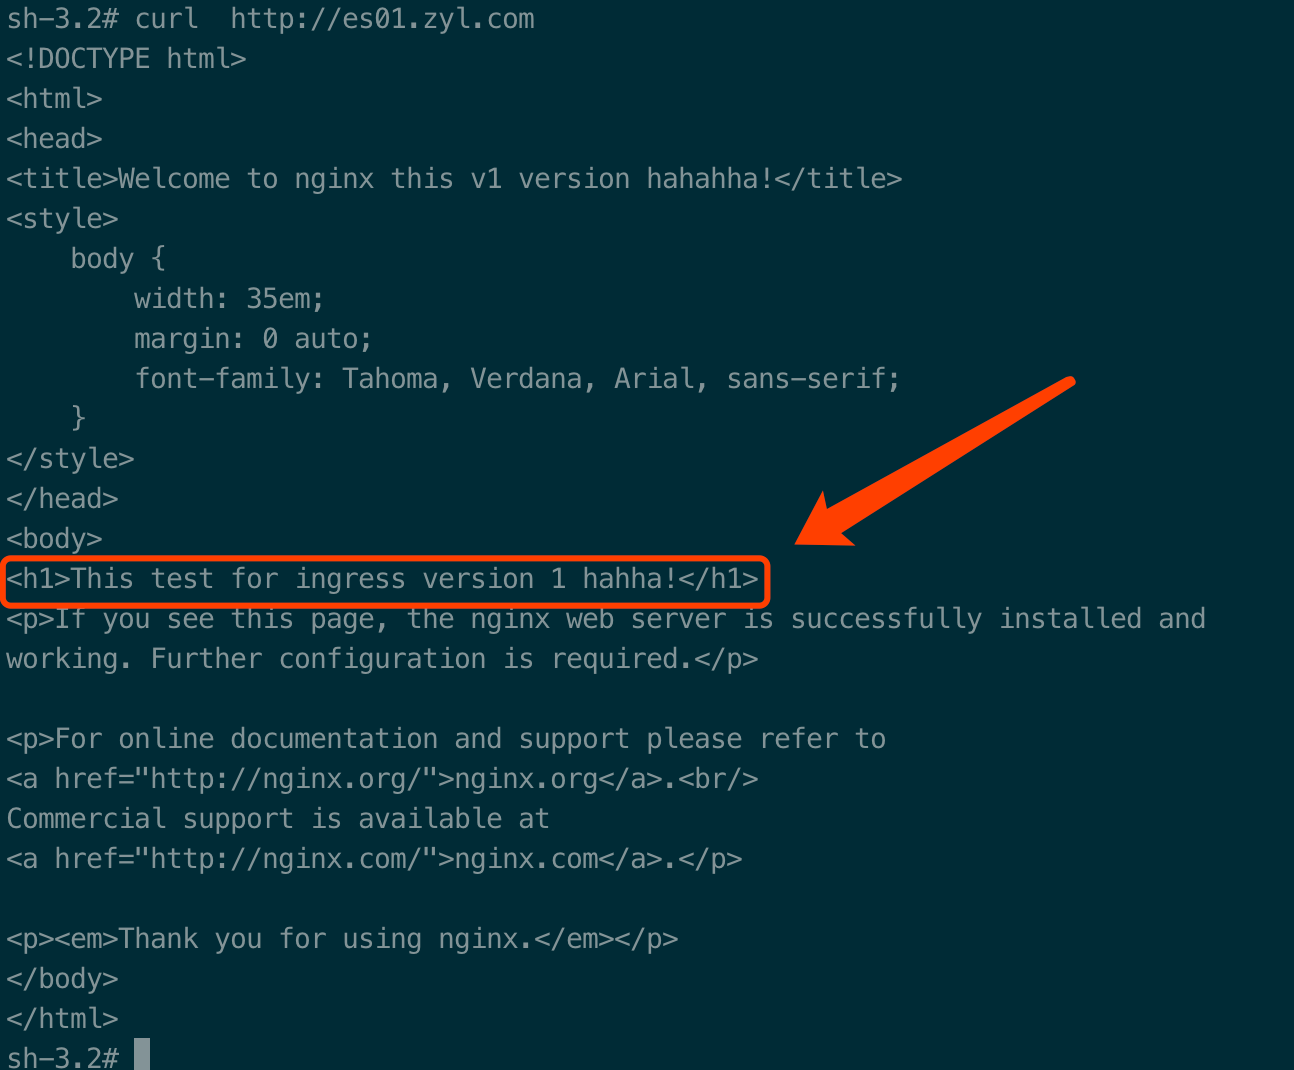 sh-3.2# curl  http://es01.zyl.com
<!DOCTYPE html>
<html>
<head>
<title>Welcome to nginx this v1 version hahahha!</title>
<style>
    body {
        width: 35em;
        margin: 0 auto;
        font-family: Tahoma, Verdana, Arial, sans-serif;
    }
</style>
</head>
<body>
<h1>This test for ingress version 1 hahha!</h1>
<p>If you see this page, the nginx web server is successfully installed and
working. Further configuration is required.</p>

<p>For online documentation and support please refer to
<a href="http://nginx.org/">nginx.org</a>.<br/>
Commercial support is available at
<a href="http://nginx.com/">nginx.com</a>.</p>

<p><em>Thank you for using nginx.</em></p>
</body>
</html>
sh-3.2#